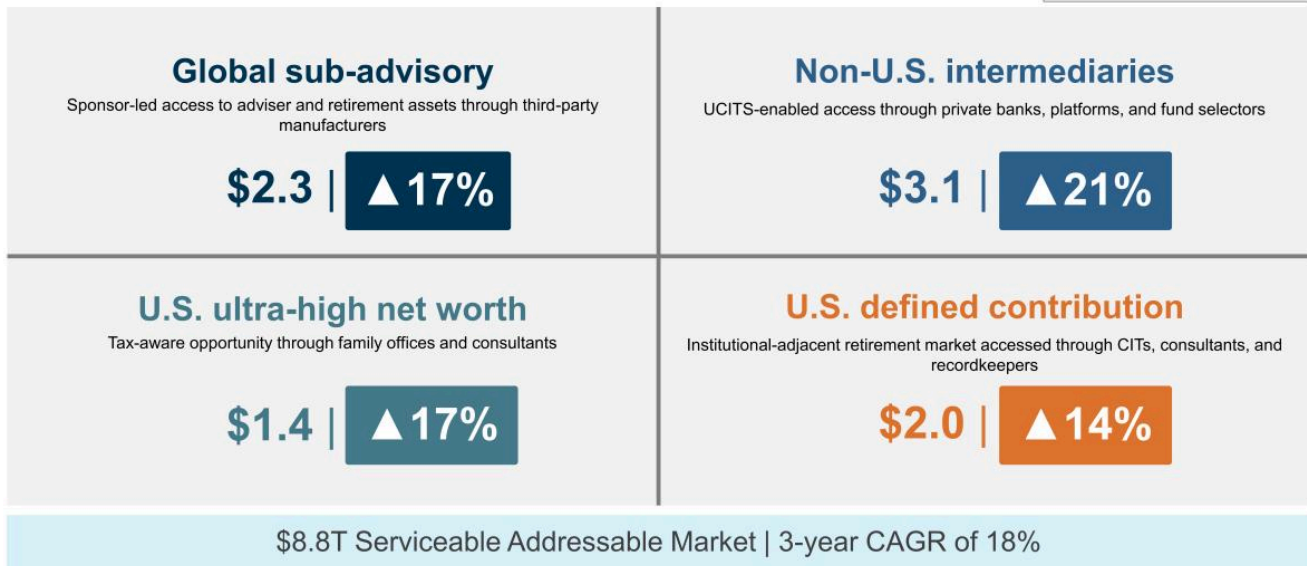 Global sub-advisory
Sponsor-led access to adviser and retirement assets through third-party
manufacturers
$2.3 | ▲17%
Non-U.S. intermediaries
UCITS-enabled access through private banks, platforms, and fund selectors
$3.1 | ▲21%
U.S. ultra-high net worth
Tax-aware opportunity through family offices and consultants
$1.4 | ▲17%
U.S. defined contribution
Institutional-adjacent retirement market accessed through CITs, consultants, and
recordkeepers
$2.0 | ▲14%
$8.8T Serviceable Addressable Market | 3-year CAGR of 18%